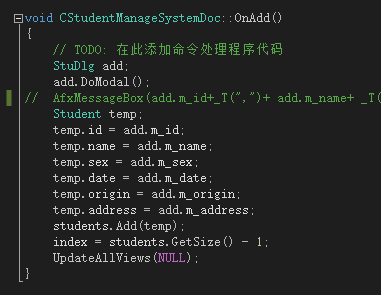 void CStudentManageSystemDoc::OnAdd()
{
// TODO: 在此添加命令处理程序代码
StuDlg add;
add.DoModal();
// AfxMessageBox(add.m_id+_T(",")+ add.m_name+ _T(
Student temp;
temp.id = add.m_id;
temp.name = add.m_name;
temp.sex = add.m_sex;
temp.date = add.m_date;
temp.origin = add.m_origin;
temp.address = add.m_address;
students.Add(temp);
index = students.GetSize() - 1;
UpdateAllViews(NULL);
}